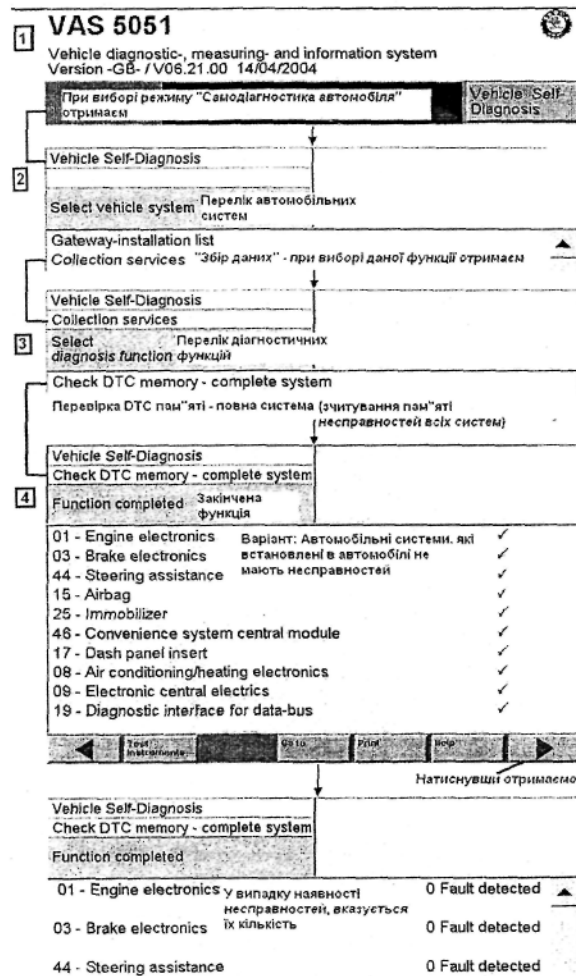 1
VAS 5051
Vehicle diagnostic-, measuring- and information system
Version -GB- / V06.21.00 14/04/2004
При виборі режиму "Самодіагностика автомобіля"
отримаєм
Vehicle Self-
Diagnosis
Vehicle Self-Diagnosis
2
Select vehicle system Перелік автомобільних
систем
Gateway-installation list
Collection services "Збір даних" - при виборі даної функції отримаєм
Vehicle Self-Diagnosis
Collection services
3
Select Перелік діагностичних
diagnosis function функцій
Check DTC memory - complete system
Перевірка DTC пам"яті - повна система (зчитування пам"яті
несправностей всіх систем)
Vehicle Self-Diagnosis
Check DTC memory - complete system
4
Function completed Закінчена
функція
01 - Engine electronics Варіант: Автомобільні системи. які ✓
03 - Brake electronics встановлені в автомобілі не ✓
44 - Steering assistance мають несправностей ✓
15 - Airbag ✓
25 - Immobilizer ✓
46 - Convenience system central module ✓
17 - Dash panel insert ✓
08 - Air conditioning/heating electronics ✓
09 - Electronic central electrics ✓
19 - Diagnostic interface for data-bus ✓
Test
Instruments
Go to
Print
Help
Натиснувши отримаємо
Vehicle Self-Diagnosis
Check DTC memory - complete system
Function completed
01 - Engine electronics у випадку наявності 0 Fault detected
несправностей, вказується
03 - Brake electronics їх кількість 0 Fault detected
44 - Steering assistance 0 Fault detected